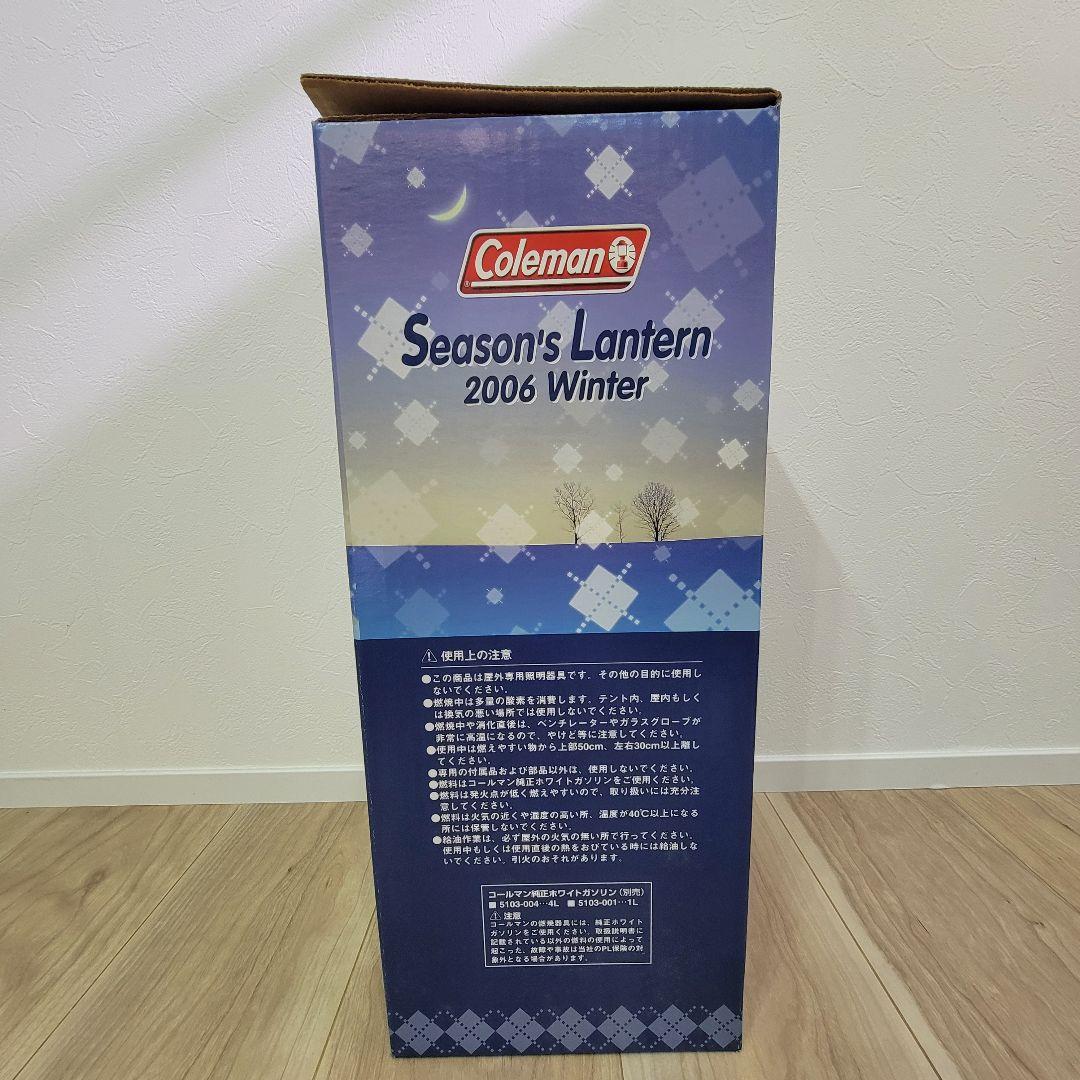 Coleman
®
Season's Lantern
2006 Winter
⚠ 使用上の注意
●この商品は屋外専用照明器具です。その他の目的に使用し
ないでください。
●燃焼中は多量の酸素を消費します。テント内、屋内もしく
は換気の悪い場所では使用しないでください。
●燃焼中や消化直後は、ベンチレーターやガラスグローブが
非常に高温になるので、やけど等に注意してください。
●使用中は燃えやすい物から上部50cm、左右30cm以上離し
てください。
●専用の付属品および部品以外は、使用しないでください。
●燃料はコールマン純正ホワイトガソリンをご使用ください。
●燃料は発火点が低く燃えやすいので、取り扱いには充分注
意してください。
●燃料は火気の近くや湿度の高い所、温度が40℃以上になる
所には保管しないでください。
●給油作業は、必ず屋外の火気の無い所で行ってください。
使用中もしくは使用直後の熱をおびている時には給油しな
いでください。引火のおそれがあります。
コールマン純正ホワイトガソリン（別売）
■ 5103-004…4L ■ 5103-001…1L
⚠ 注意
コールマンの燃焼器具には、純正ホワイト
ガソリンをご使用ください。取扱説明書に
記載されている以外の燃料の使用によって
起こった、故障や事故は当社のPL保険の対
象外となる場合があります。